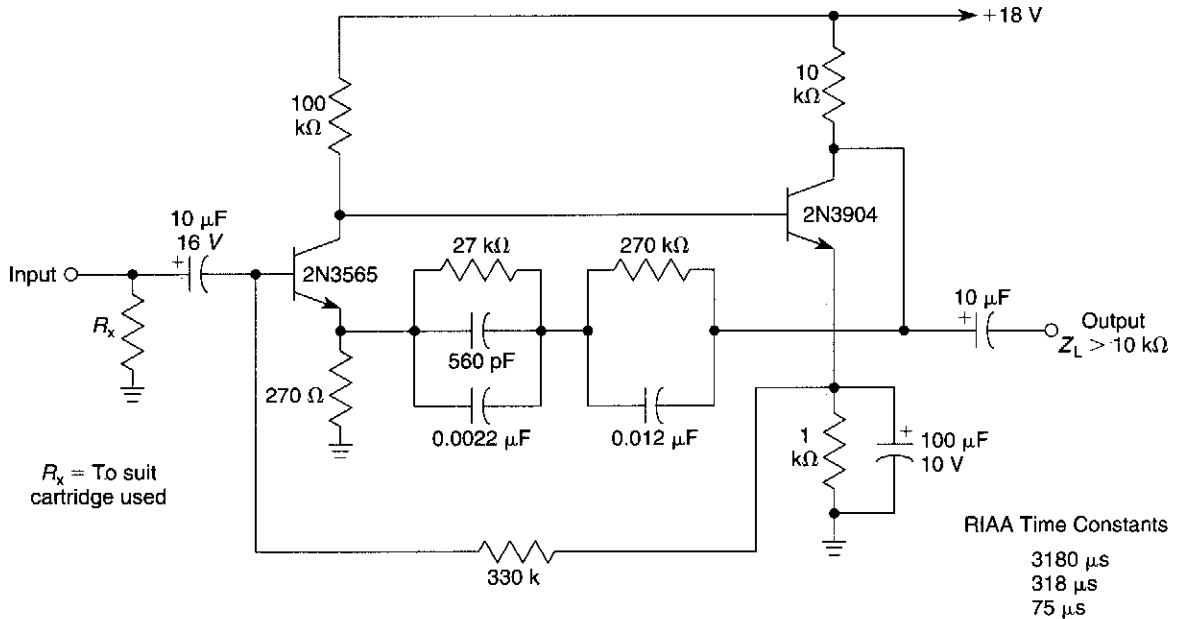 +18 V
10
kΩ
100
kΩ
2N3904
10 μF
16 V
+
27 kΩ
270 kΩ
Input
2N3565
10 μF
+
Output
Z_L > 10 kΩ
R_x
560 pF
270 Ω
0.0022 μF
0.012 μF
1
kΩ
+
100 μF
10 V
R_x = To suit
cartridge used
RIAA Time Constants
330 k
3180 μs
318 μs
75 μs